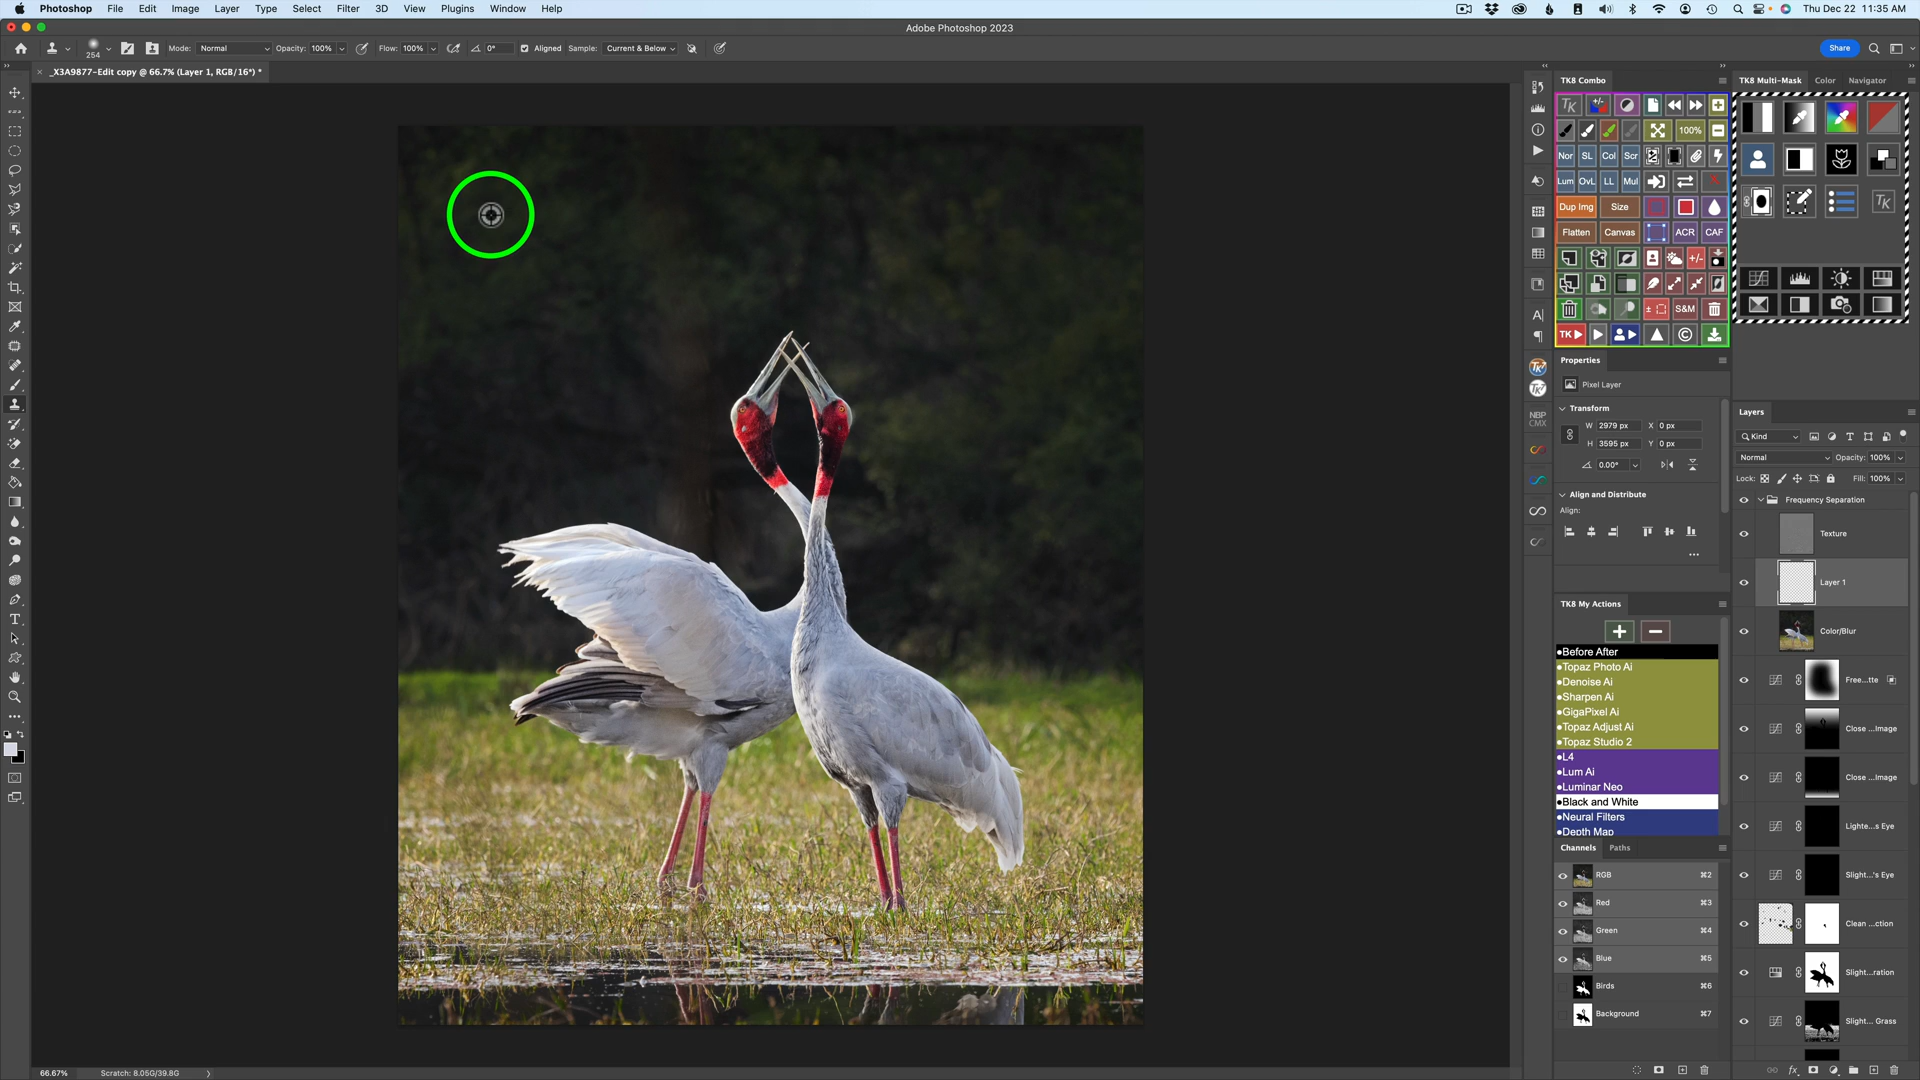 Photoshop File Edit Image Layer Type Select Filter 3D View Plugins Window Help Thu Dec 22 11:35 AM
Adobe Photoshop 2023
254 Mode: Normal Opacity: 100% Flow: 100% 0° Aligned Sample: Current & Below Share
_X3A9877-Edit copy @ 66.7% (Layer 1, RGB/16*) *
TK8 Combo
TK
100%
Nor SL Col Scr
Lum OvL LL Mul
Dup Img Size
Flatten Canvas ACR CAF
+/-
S&M
TK
Properties
Pixel Layer
Transform
W 2979 px X 0 px
H 3595 px Y 0 px
0.00°
Align and Distribute
Align:
TK8 My Actions
Before After
Topaz Photo Ai
Denoise Ai
Sharpen Ai
GigaPixel Ai
Topaz Adjust Ai
Topaz Studio 2
L4
Lum Ai
Luminar Neo
Black and White
Neural Filters
Depth Map
Channels Paths
RGB ⌘2
Red ⌘3
Green ⌘4
Blue ⌘5
Birds ⌘6
Background ⌘7
NBP
CMX
TK8 Multi-Mask Color Navigator
TK
Layers
Kind
Normal Opacity: 100%
Lock: Fill: 100%
Frequency Separation
Texture
Layer 1
Color/Blur
Free...tte
Close ...Image
Close ...Image
Lighte...s Eye
Slight...'s Eye
Clean ...ction
Slight...ration
Slight... Grass
66.67% Scratch: 8.05G/39.8G